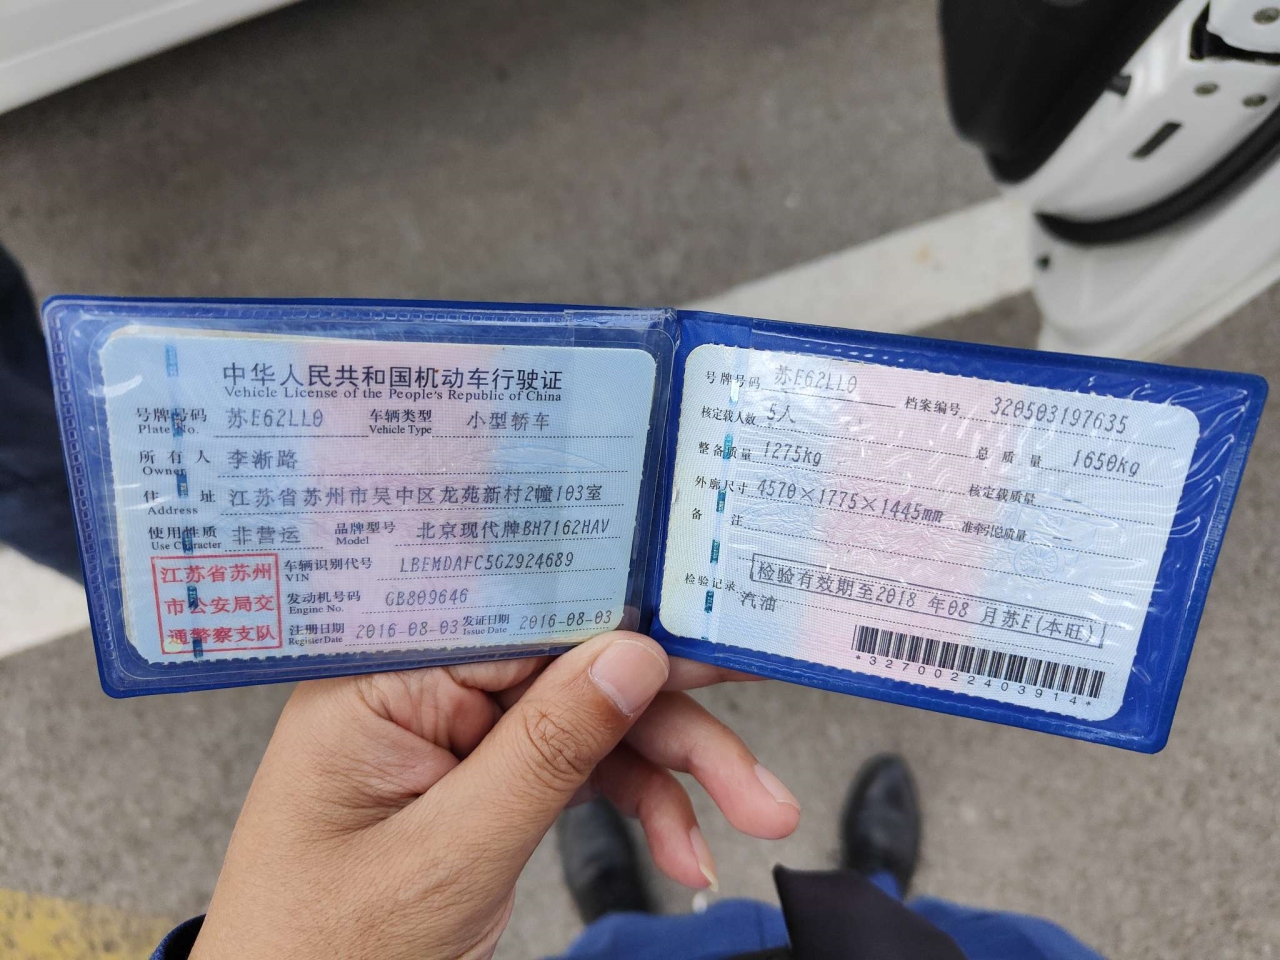 中华人民共和国机动车行驶证
Vehicle License of the People's Republic of China
号牌号码 苏E62LL0 车辆类型 小型轿车
Plate No. Vehicle Type
所有人 李淅路
Owner
住址 江苏省苏州市吴中区龙苑新村2幢103室
Address
使用性质 非营运 品牌型号 北京现代牌BH7162HAV
Use Character Model
江苏省苏州
市公安局交
通警察支队
车辆识别代号 LBEMDAFC5GZ924689
VIN
发动机号码 GB809646
Engine No.
注册日期 2016-08-03 发证日期 2016-08-03
Register Date Issue Date
号牌号码 苏E62LL0 档案编号 320503197635
核定载人数 5人 总质量 1650kg
整备质量 1275kg 核定载质量 --
外廓尺寸 4570×1775×1445mm 准牵引总质量 --
备注
检验有效期至2018 年08 月苏E(本旺)
检验记录 汽油
*3270022403914*